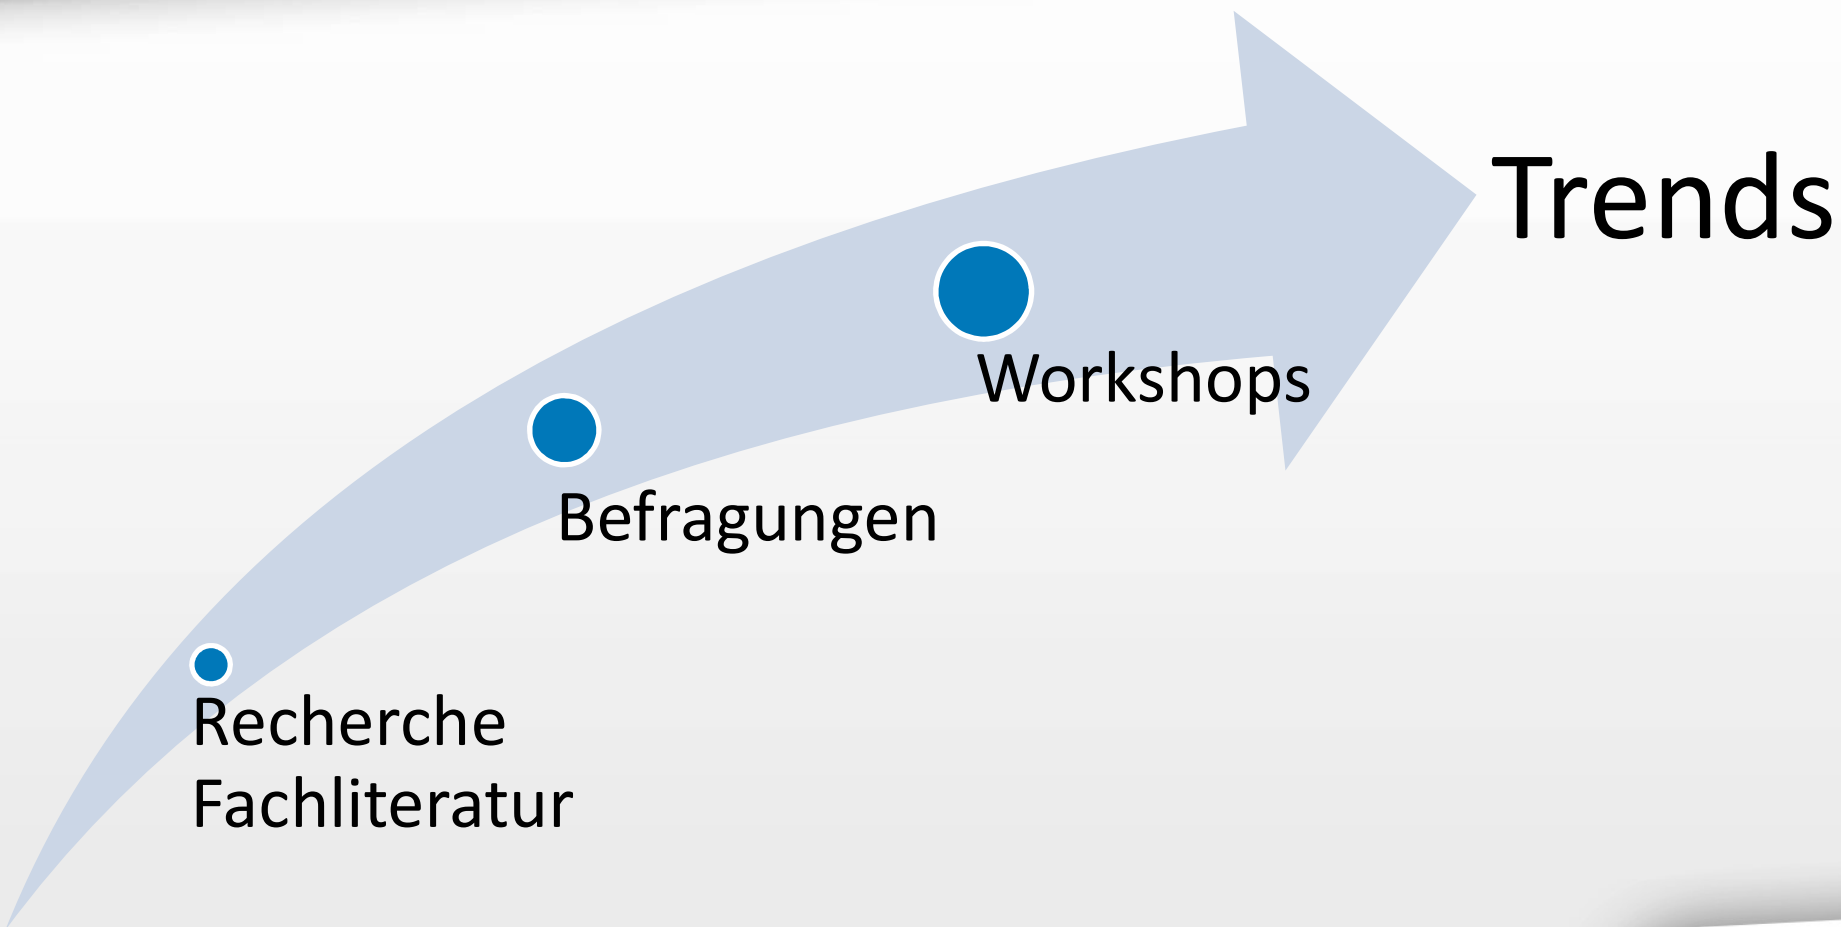 Trends
Workshops
Befragungen
Recherche
Fachliteratur